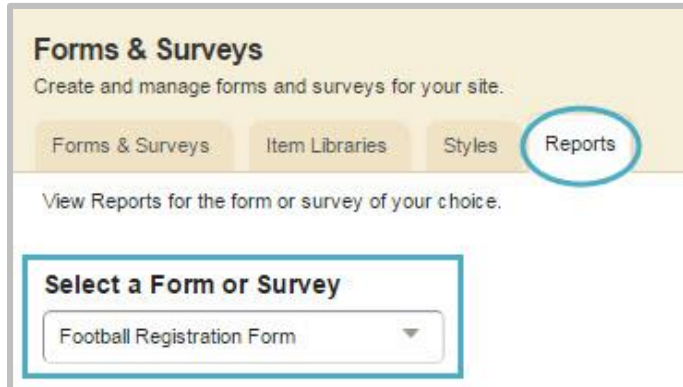 Forms & Surveys
Create and manage forms and surveys for your site.
Forms & Surveys Item Libraries Styles Reports
View Reports for the form or survey of your choice.
Select a Form or Survey
Football Registration Form